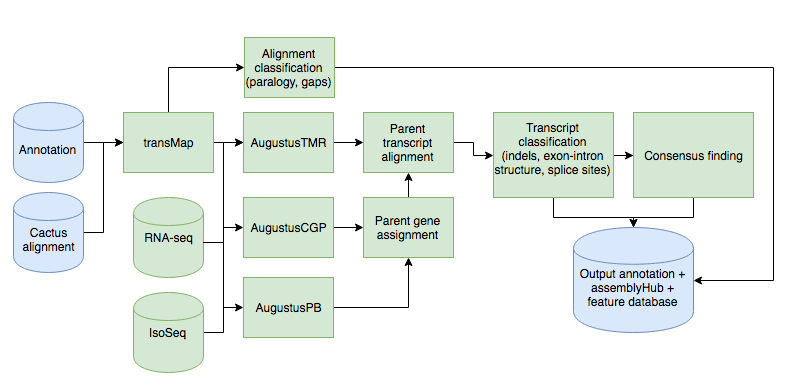 Alignment
classification
(paralogy, gaps)
Annotation
transMap
AugustusTMR
Parent
transcript
alignment
Transcript
classification
(indels, exon-intron
structure, splice sites)
Consensus finding
Cactus
alignment
RNA-seq
AugustusCGP
Parent gene
assignment
IsoSeq
AugustusPB
Output annotation +
assemblyHub +
feature database